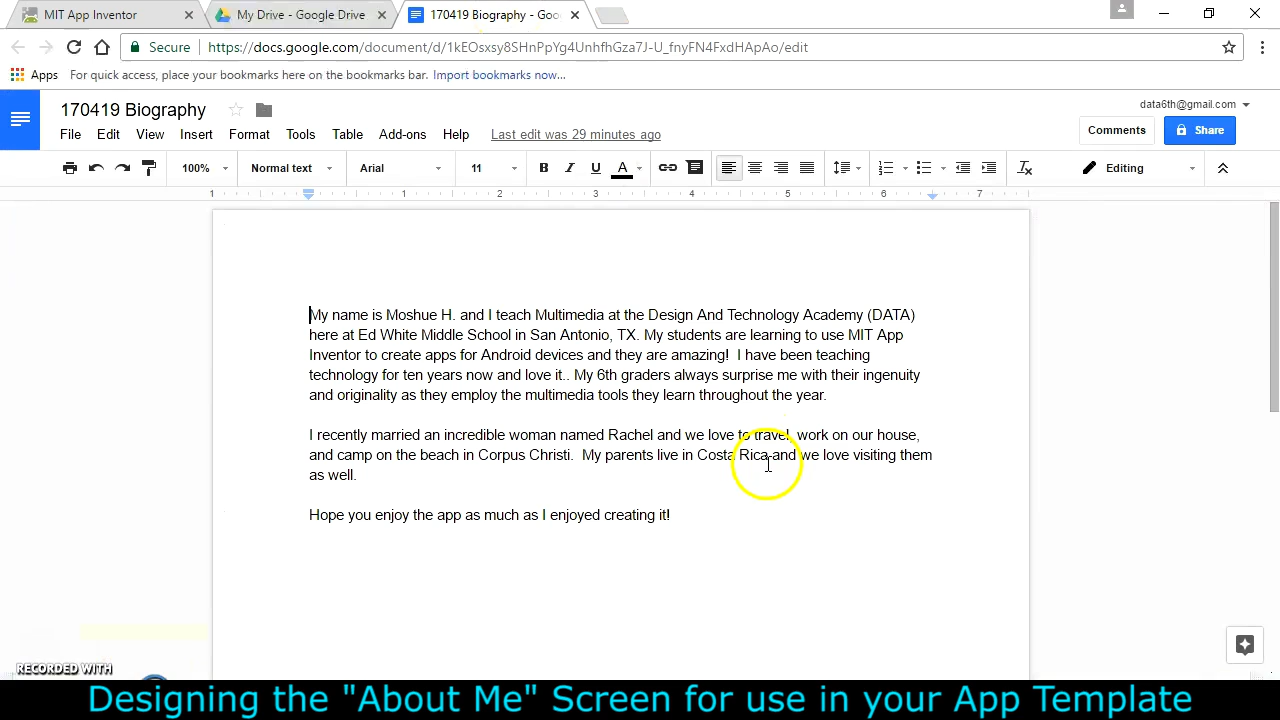 MIT App Inventor
My Drive - Google Drive
170419 Biography - Goo
Secure
https://docs.google.com/document/d/1kEOsxsy8SHnPpYg4UnhfhGza7J-U_fnyFN4FxdHApAo/edit
Apps
For quick access, place your bookmarks here on the bookmarks bar. Import bookmarks now...
170419 Biography
data6th@gmail.com
File Edit View Insert Format Tools Table Add-ons Help Last edit was 29 minutes ago
Comments
Share
100% Normal text Arial 11 B I U A Editing
1 1 2 3 4 5 6 7
My name is Moshue H. and I teach Multimedia at the Design And Technology Academy (DATA)
here at Ed White Middle School in San Antonio, TX. My students are learning to use MIT App
Inventor to create apps for Android devices and they are amazing!  I have been teaching
technology for ten years now and love it.. My 6th graders always surprise me with their ingenuity
and originality as they employ the multimedia tools they learn throughout the year.
I recently married an incredible woman named Rachel and we love to travel, work on our house,
and camp on the beach in Corpus Christi.  My parents live in Costa Rica and we love visiting them
as well.
Hope you enjoy the app as much as I enjoyed creating it!
RECORDED WITH
Designing the "About Me" Screen for use in your App Template